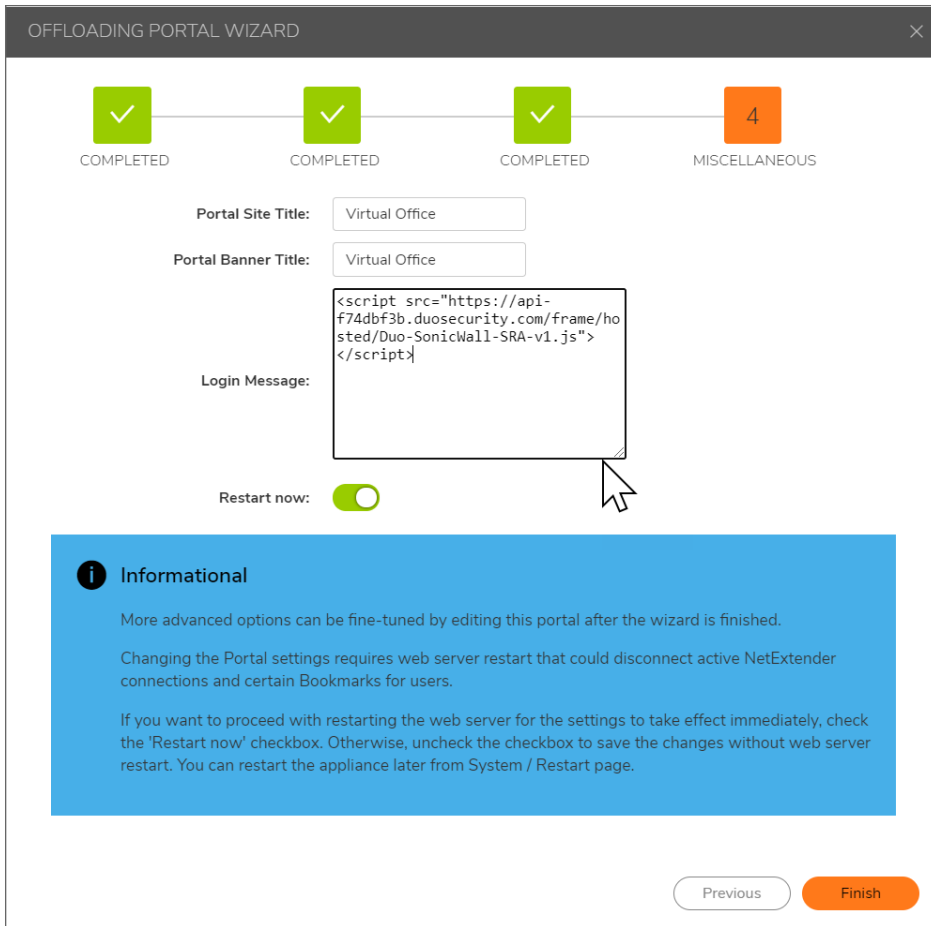 OFFLOADING PORTAL WIZARD
4
COMPLETED COMPLETED COMPLETED MISCELLANEOUS
Portal Site Title: Virtual Office
Portal Banner Title: Virtual Office
<script src="https://api-
f74dbf3b.duosecurity.com/frame/ho
sted/Duo-SonicWall-SRA-v1.js">
</script>
Login Message:
Restart now:
i Informational
More advanced options can be fine-tuned by editing this portal after the wizard is finished.
Changing the Portal settings requires web server restart that could disconnect active NetExtender
connections and certain Bookmarks for users.
If you want to proceed with restarting the web server for the settings to take effect immediately, check
the 'Restart now' checkbox. Otherwise, uncheck the checkbox to save the changes without web server
restart. You can restart the appliance later from System / Restart page.
Previous Finish